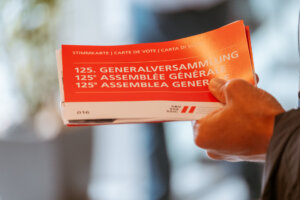 STIMMKARTE | CARTE DE VOTE | CARTA DI
125. GENERALVERSAMMLUNG
125e ASSEMBLÉE GÉNÉRALE
125a ASSEMBLEA GENERALE
016